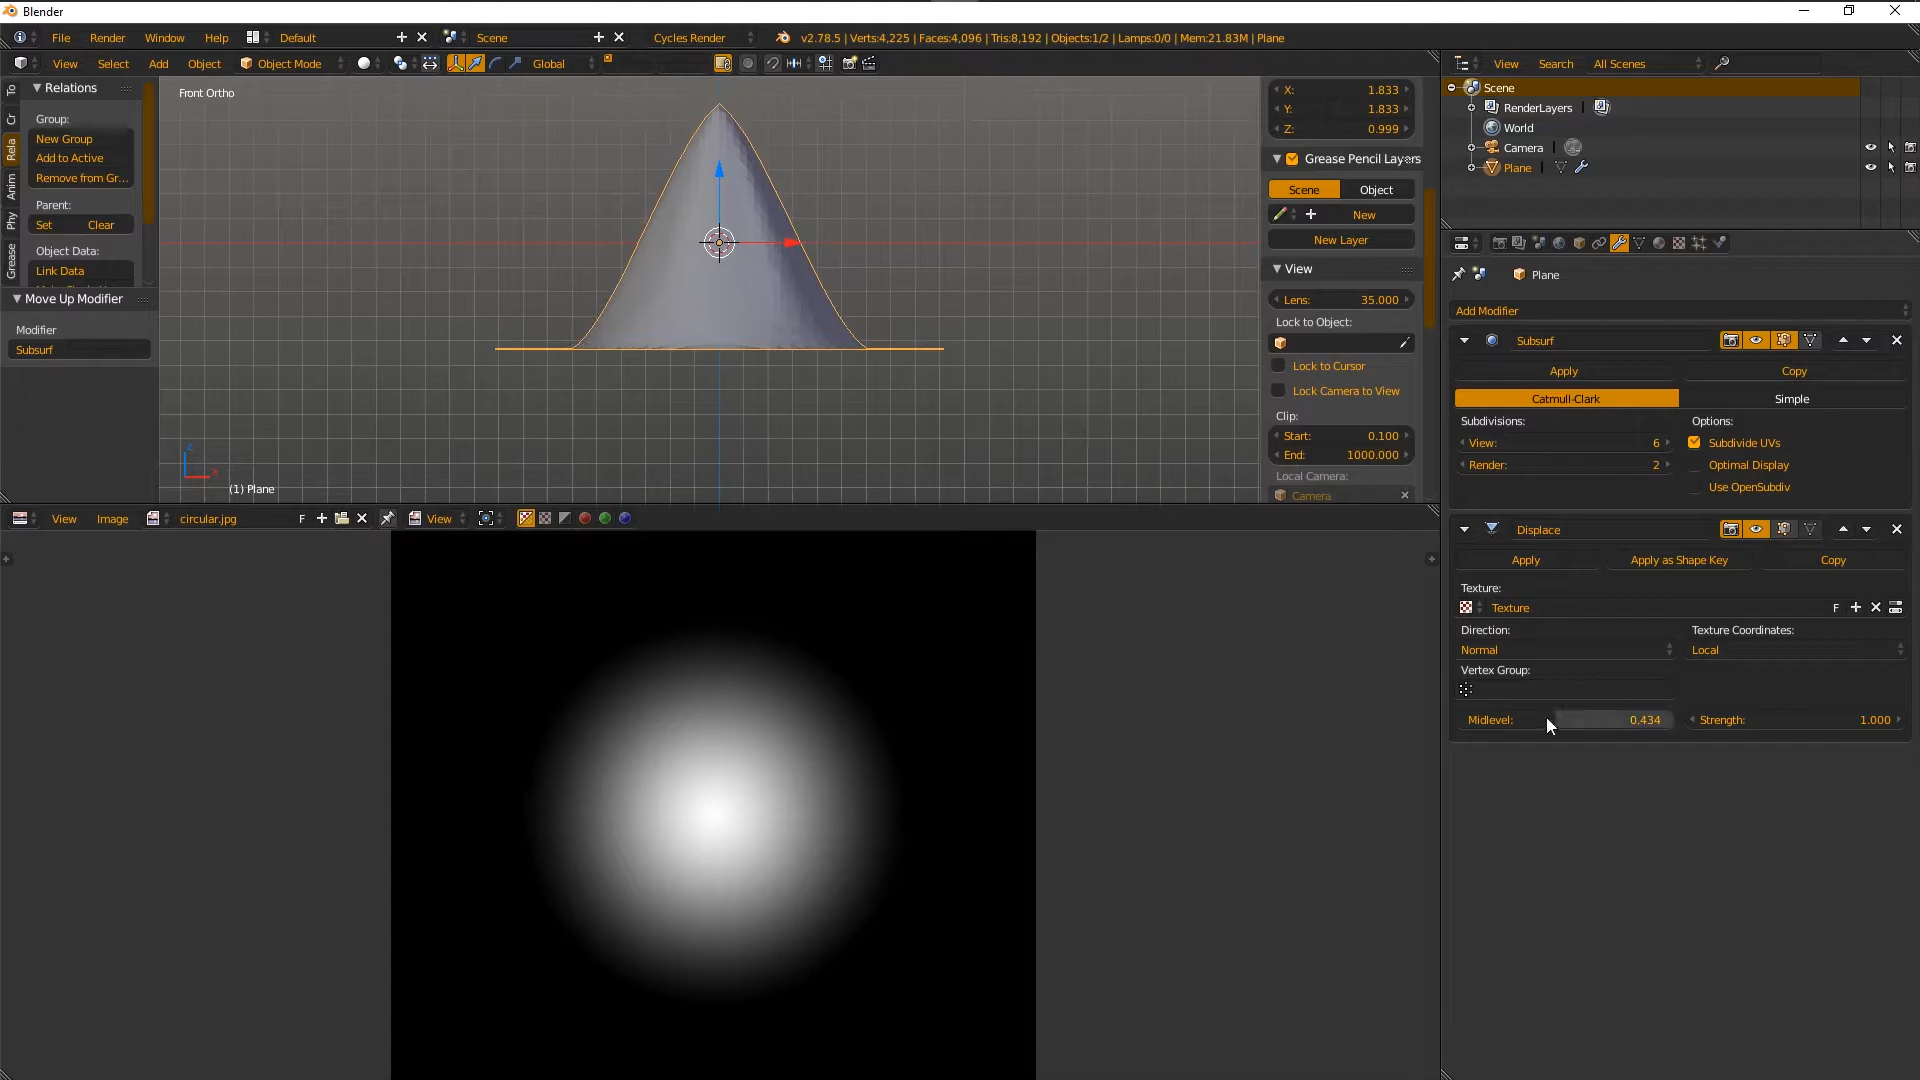 Blender
File Render Window Help Default Scene Cycles Render v2.78.5 | Verts:4,225 | Faces:4,096 | Tris:8,192 | Objects:1/2 | Lamps:0/0 | Mem:21.83M | Plane
View Select Add Object Object Mode Global
View Search All Scenes
Relations
Group:
New Group
Add to Active
Remove from Gr...
Parent:
Set Clear
Object Data:
Link Data
Move Up Modifier
Modifier
Subsurf
To
Cr
Rela
Anim
Phy
Grease
Front Ortho
z
x
(1) Plane
X: 1.833
Y: 1.833
Z: 0.999
Grease Pencil Layers
Scene Object
New
New Layer
View
Lens: 35.000
Lock to Object:
Lock to Cursor
Lock Camera to View
Clip:
Start: 0.100
End: 1000.000
Local Camera:
Camera
Scene
RenderLayers
World
Camera
Plane
Plane
Add Modifier
Subsurf
Apply Copy
Catmull-Clark Simple
Subdivisions: Options:
View: 6 Subdivide UVs
Render: 2 Optimal Display
Use OpenSubdiv
Displace
Apply Apply as Shape Key Copy
Texture:
Texture F
Direction: Texture Coordinates:
Normal Local
Vertex Group:
Midlevel: 0.434 Strength: 1.000
View Image circular.jpg F View